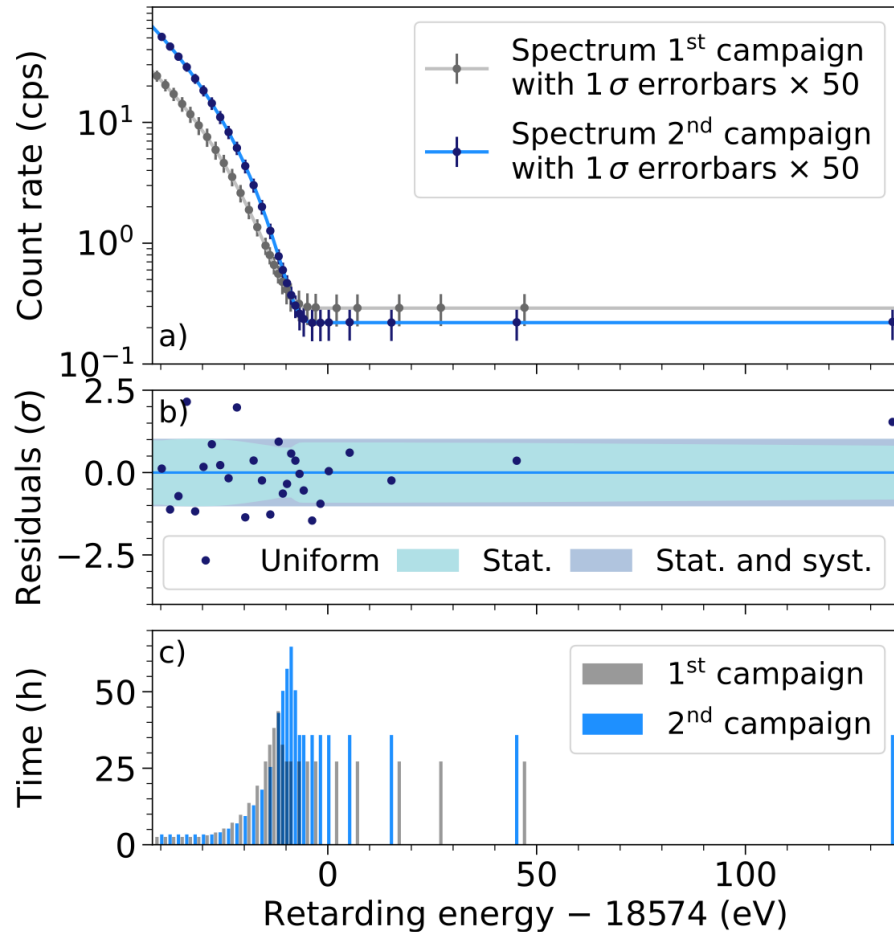 Count rate (cps)
10¹
10⁰
10⁻¹
a)
Spectrum 1ˢᵗ campaign
with 1 σ errorbars × 50
Spectrum 2ⁿᵈ campaign
with 1 σ errorbars × 50
Residuals (σ)
2.5
0.0
−2.5
b)
Uniform
Stat.
Stat. and syst.
Time (h)
50
25
0
c)
1ˢᵗ campaign
2ⁿᵈ campaign
0
50
100
Retarding energy − 18574 (eV)